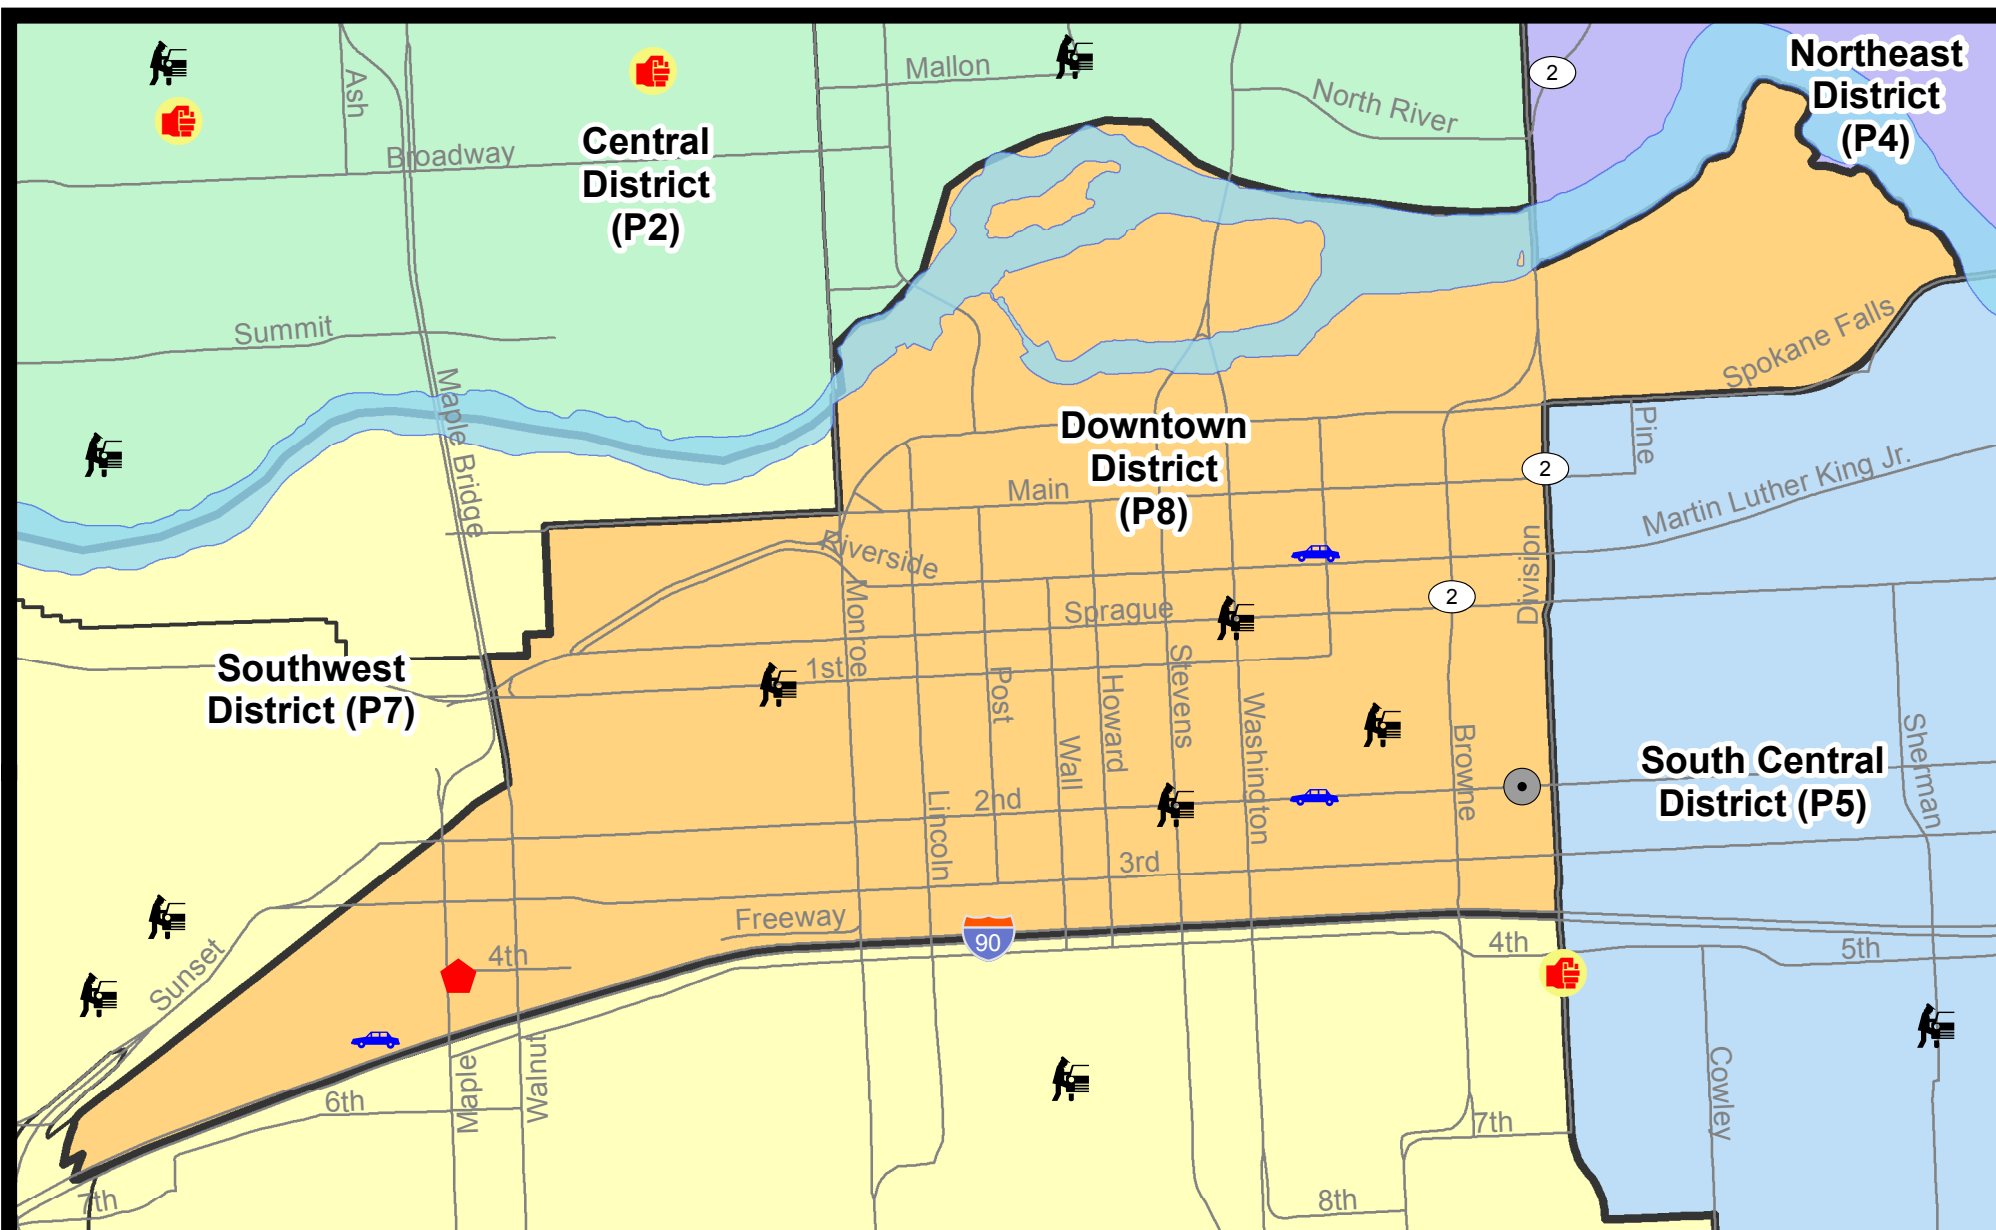 Northeast
District
(P4)
2
Mallon
Ash
North River
Central
District
(P2)
Broadway
Summit
Spokane Falls
Maple Bridge
Downtown
District
(P8)
Pine
2
Martin Luther King Jr.
Main
Riverside
Division
2
Sprague
Monroe
1st
Southwest
District (P7)
Post
Howard
Stevens
Washington
Wall
Browne
Sherman
South Central
District (P5)
2nd
Lincoln
3rd
Freeway
90
4th
4th
5th
Sunset
Maple
Walnut
Cowley
6th
7th
7th
8th